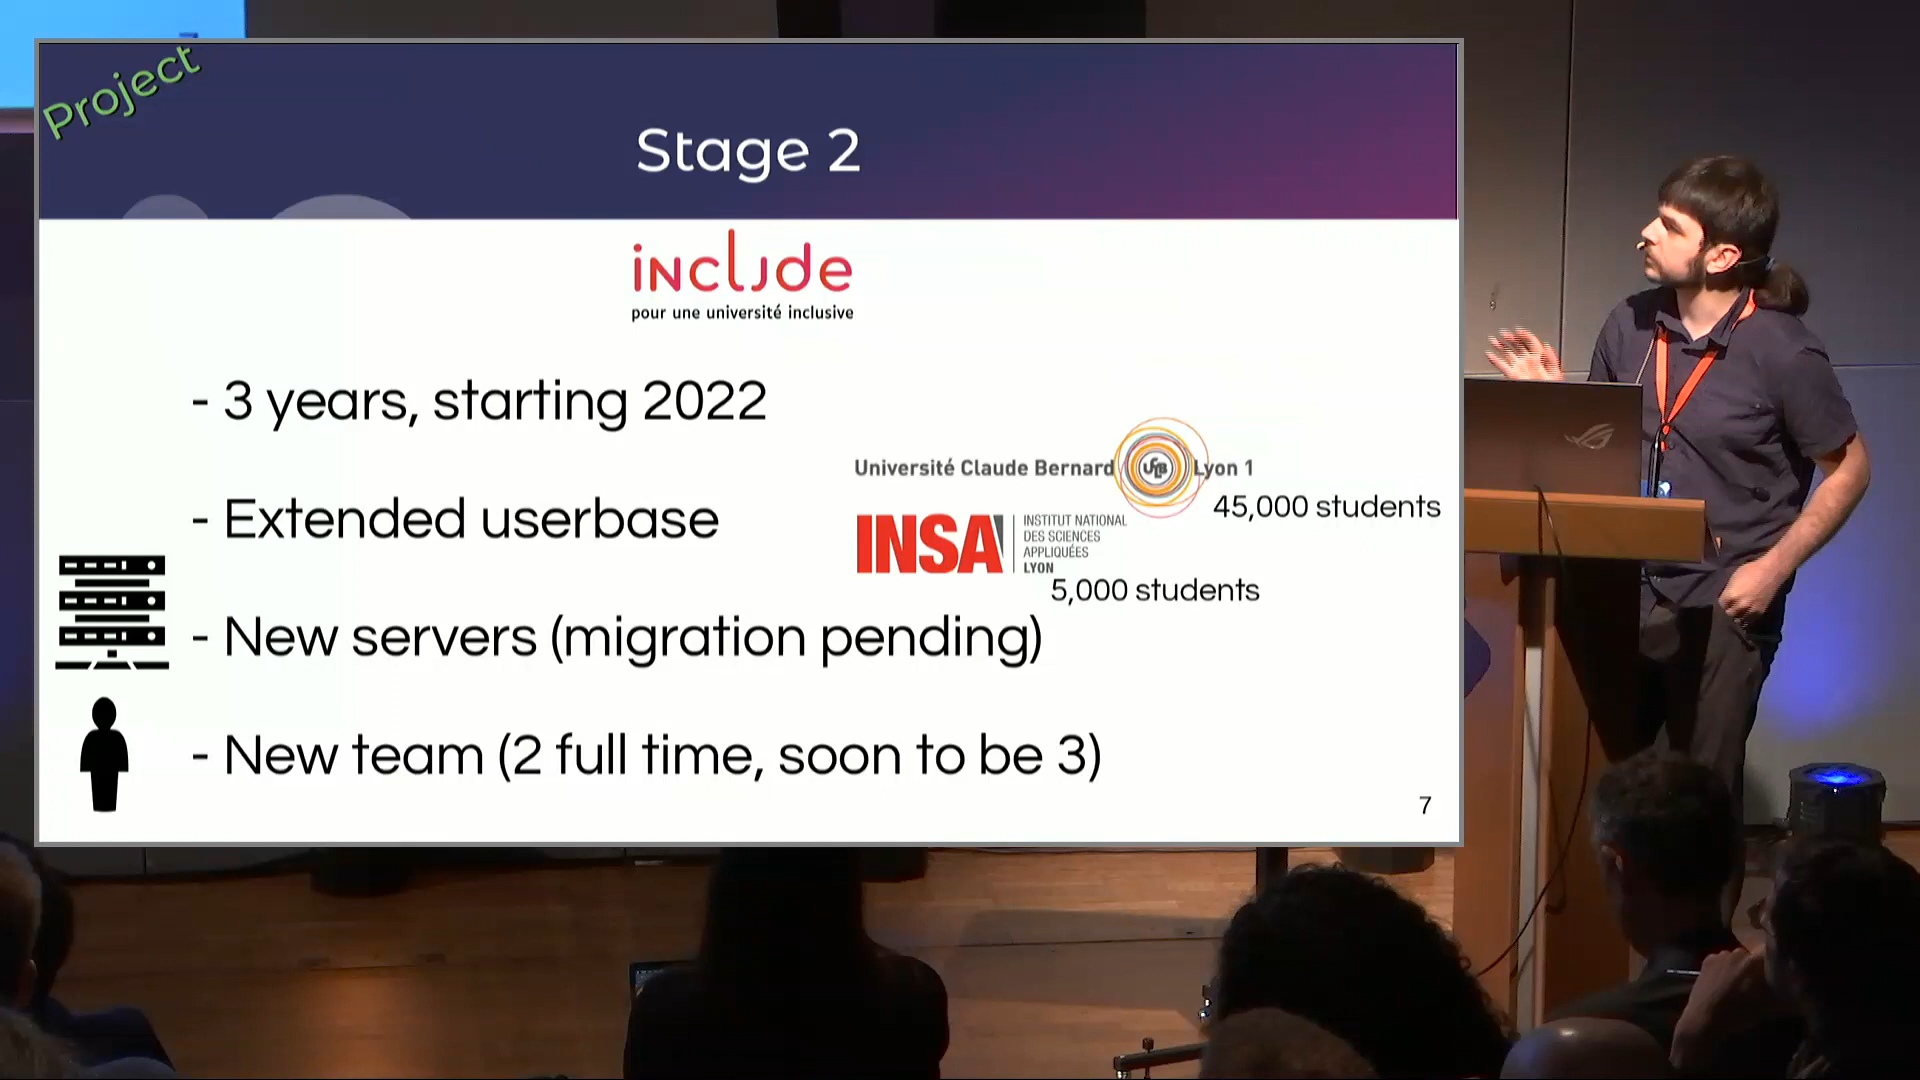 Project
Stage 2
include
pour une université inclusive
- 3 years, starting 2022
Université Claude Bernard Lyon 1
45,000 students
- Extended userbase
INSA
INSTITUT NATIONAL
DES SCIENCES
APPLIQUÉES
LYON
5,000 students
- New servers (migration pending)
- New team (2 full time, soon to be 3)
7